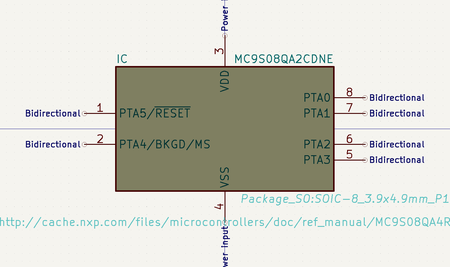 Power
3
IC
MC9S08QA2CDNE
VDD
8
Bidirectional
PTA0
Bidirectional
1
PTA5/RESET
PTA1
7
Bidirectional
Bidirectional
2
PTA4/BKGD/MS
PTA2
6
Bidirectional
PTA3
5
Bidirectional
VSS
4
Package_SO:SOIC-8_3.9x4.9mm_P1
http://cache.nxp.com/files/microcontrollers/doc/ref_manual/MC9S08QA4R
wer Input